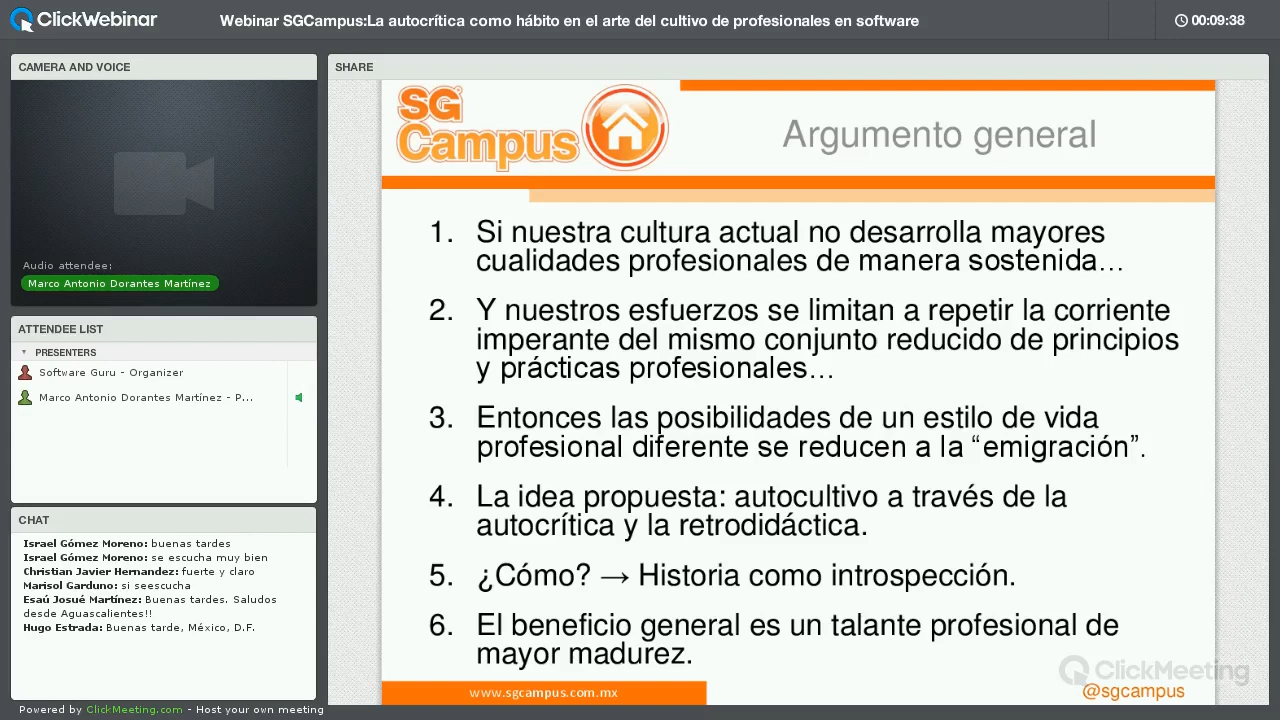 ClickWebinar
Webinar SGCampus:La autocrítica como hábito en el arte del cultivo de profesionales en software
00:09:38
CAMERA AND VOICE
Audio attendee:
Marco Antonio Dorantes Martínez
ATTENDEE LIST
PRESENTERS
Software Guru - Organizer
Marco Antonio Dorantes Martínez - P...
CHAT
Israel Gómez Moreno: buenas tardes
Israel Gómez Moreno: se escucha muy bien
Christian Javier Hernandez: fuerte y claro
Marisol Garduno: si seescucha
Esaú Josué Martínez: Buenas tardes. Saludos
desde Aguascalientes!!
Hugo Estrada: Buenas tarde, México, D.F.
Powered by ClickMeeting.com - Host your own meeting
SHARE
SG
Campus
Argumento general
1. Si nuestra cultura actual no desarrolla mayores
cualidades profesionales de manera sostenida…
2. Y nuestros esfuerzos se limitan a repetir la corriente
imperante del mismo conjunto reducido de principios
y prácticas profesionales…
3. Entonces las posibilidades de un estilo de vida
profesional diferente se reducen a la “emigración”.
4. La idea propuesta: autocultivo a través de la
autocrítica y la retrodidáctica.
5. ¿Cómo? → Historia como introspección.
6. El beneficio general es un talante profesional de
mayor madurez.
ClickMeeting
www.sgcampus.com.mx
@sgcampus